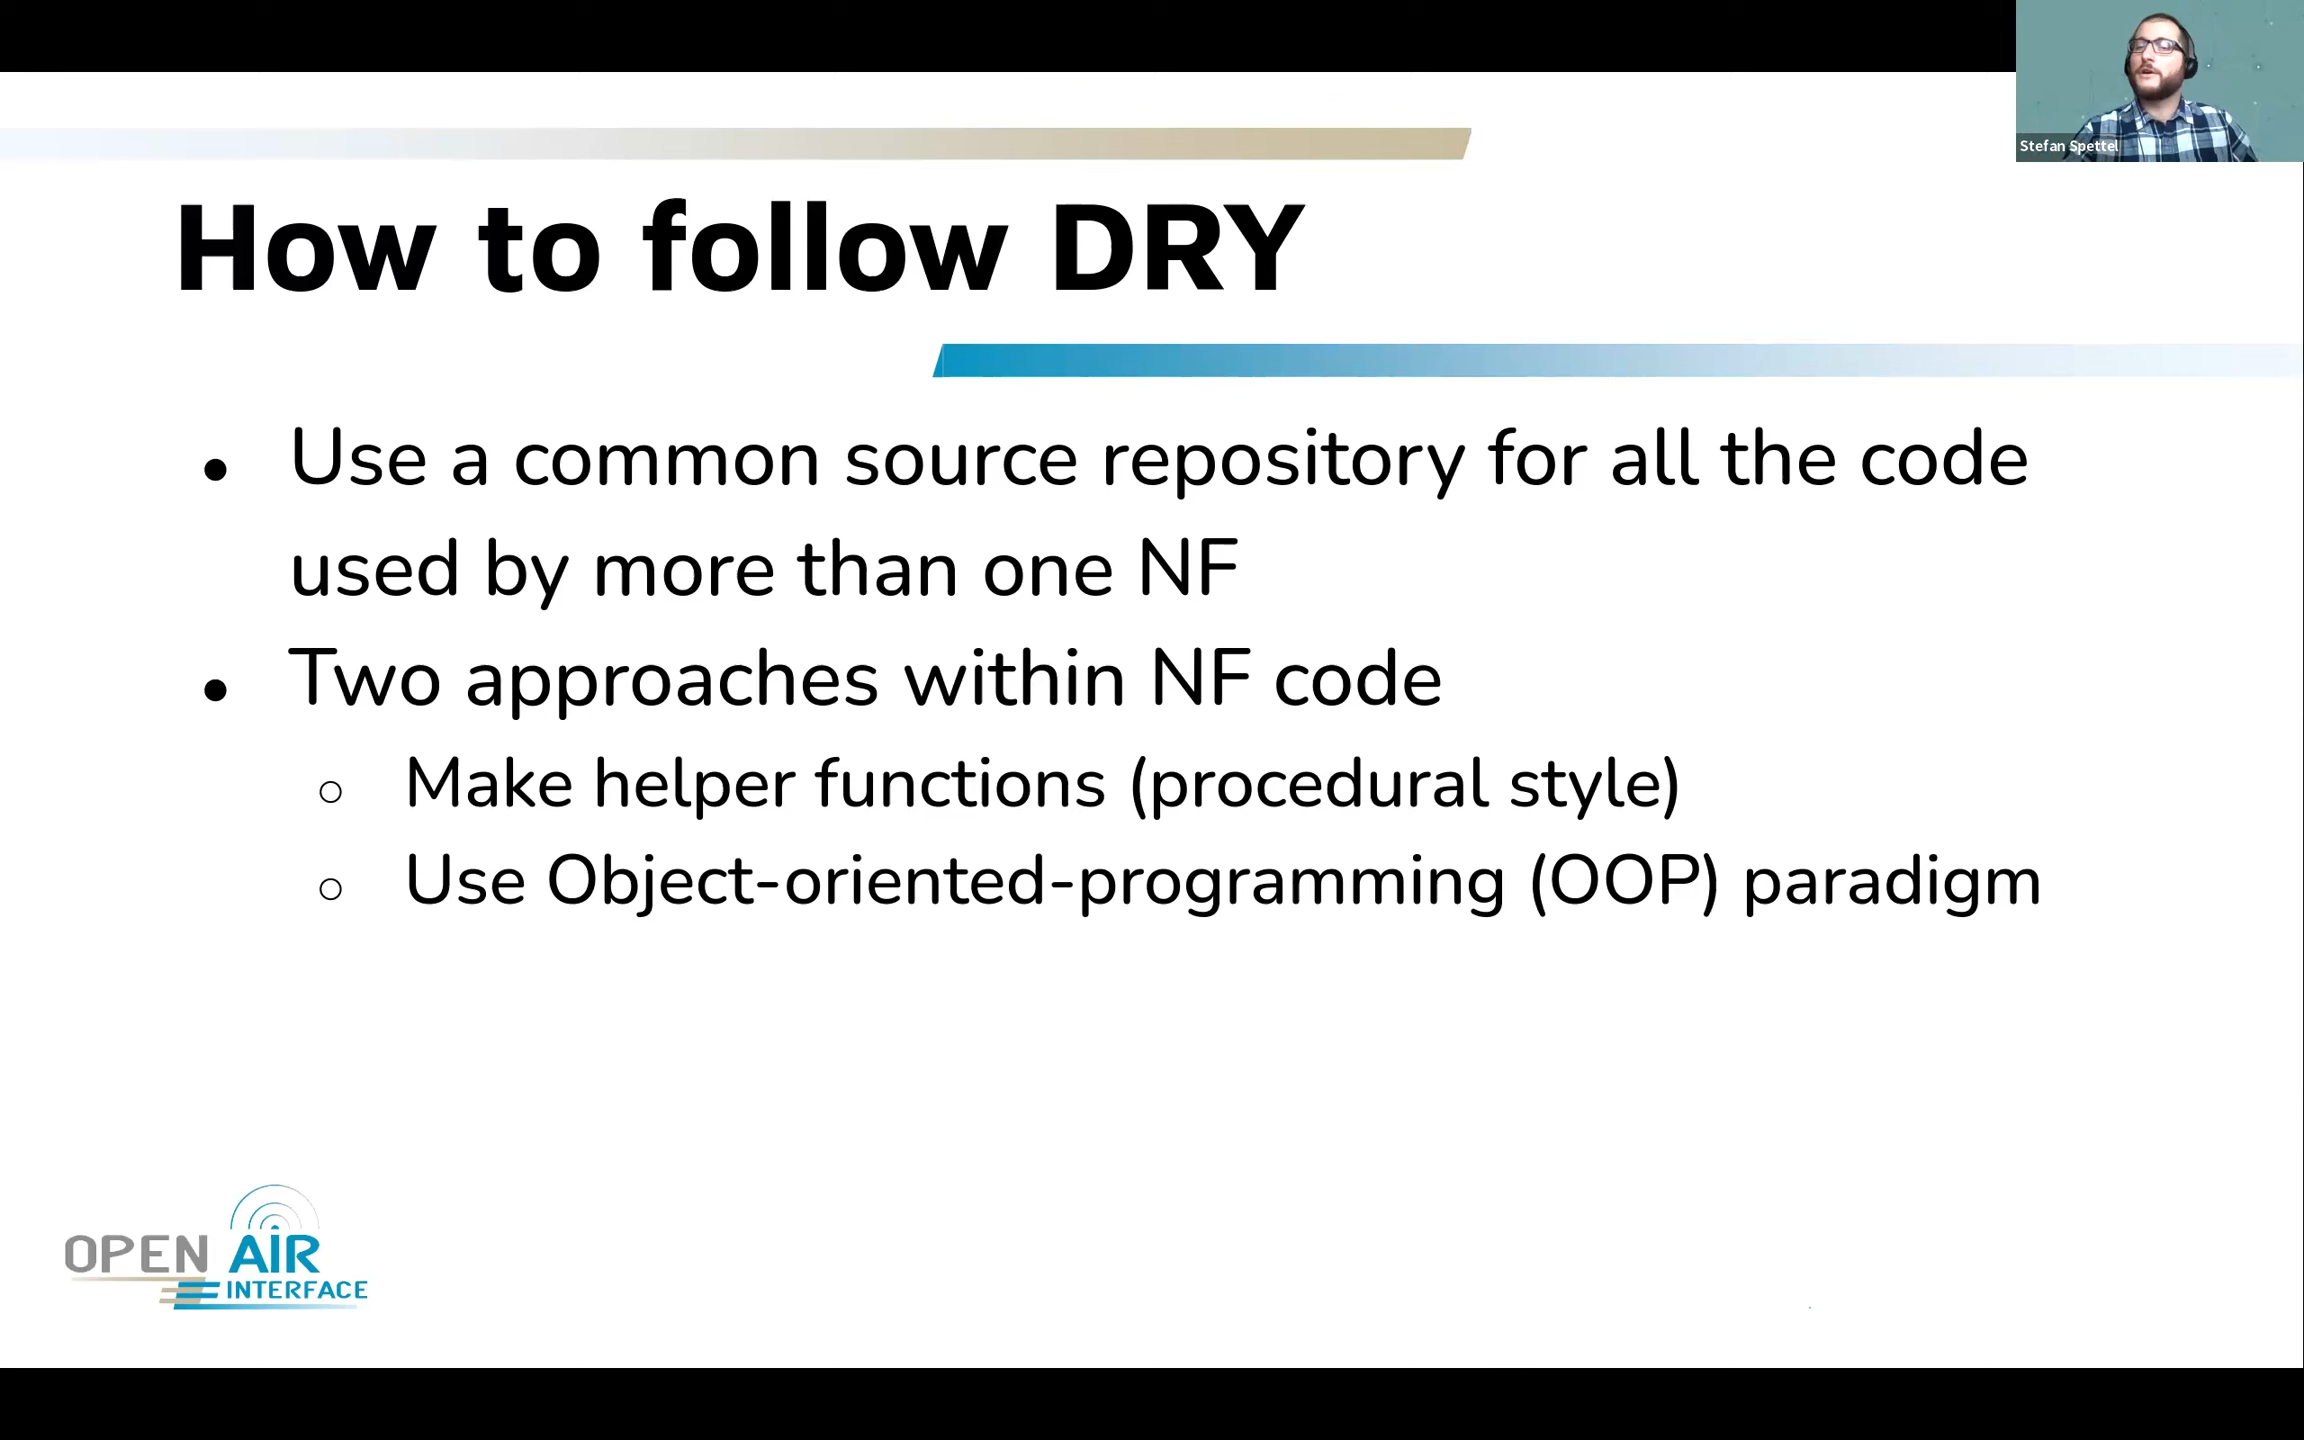 Stefan Spettel
How to follow DRY
• Use a common source repository for all the code
used by more than one NF
• Two approaches within NF code
○ Make helper functions (procedural style)
○ Use Object-oriented-programming (OOP) paradigm
OPEN AIR
INTERFACE